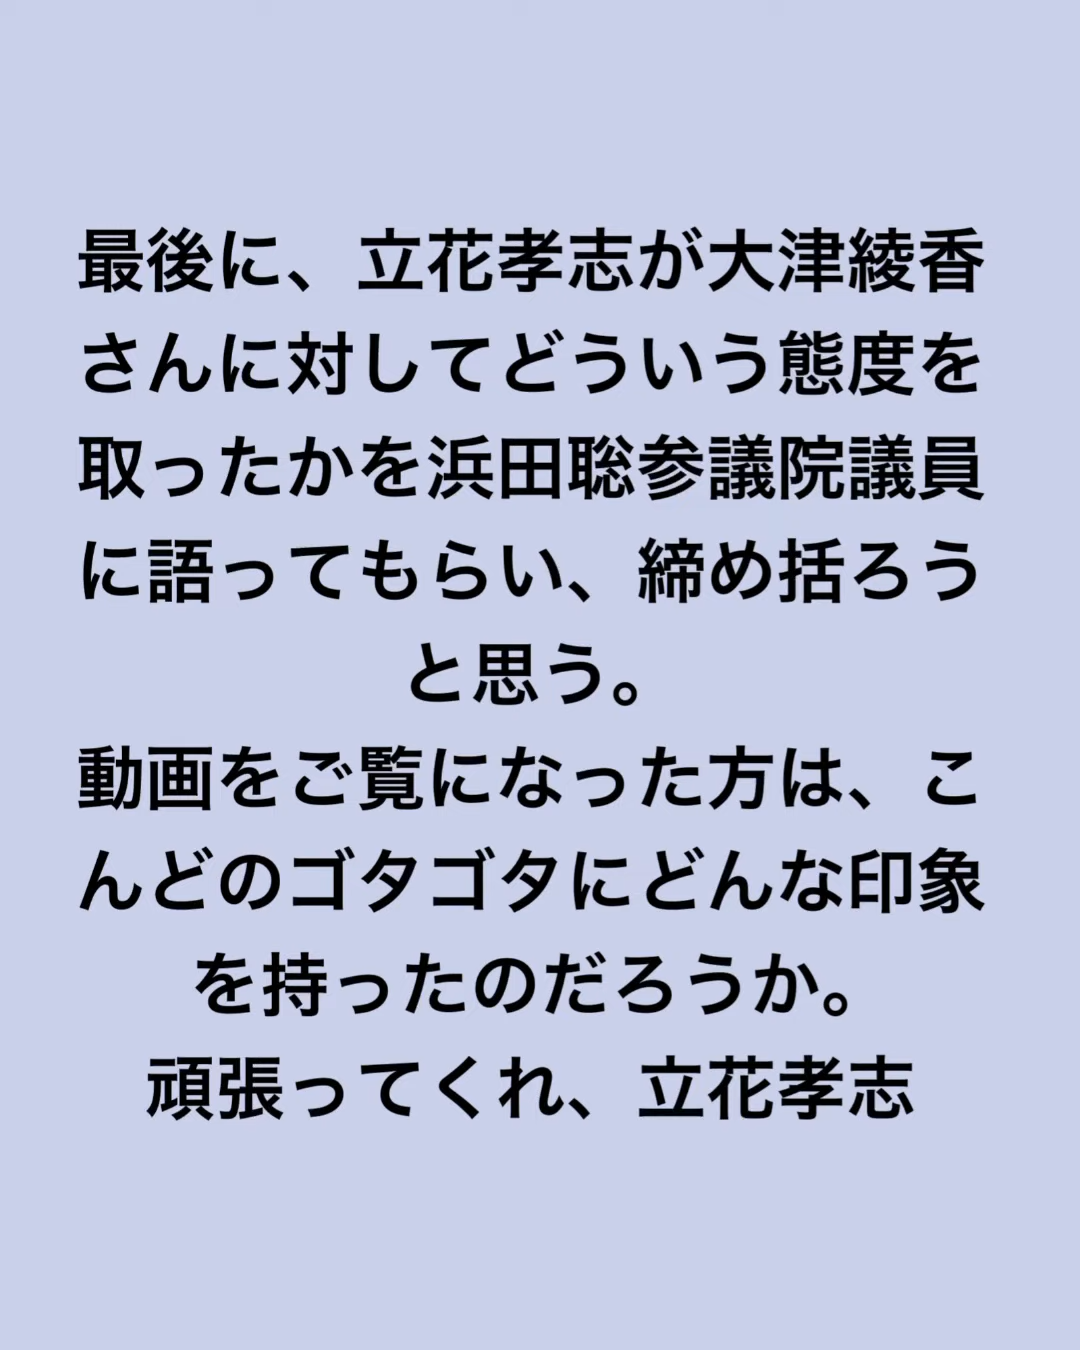 最後に、立花孝志が大津綾香
さんに対してどういう態度を
取ったかを浜田聡参議院議員
に語ってもらい、締め括ろう
と思う。
動画をご覧になった方は、こ
んどのゴタゴタにどんな印象
を持ったのだろうか。
頑張ってくれ、立花孝志